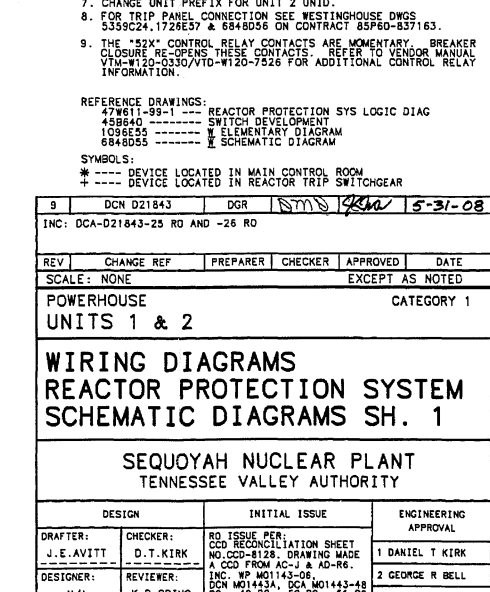 7. CHANGE UNIT PREFIX FOR UNIT 2 UNID.
8. FOR TRIP PANEL CONNECTION SEE WESTINGHOUSE DWGS
5359C24,1726E57 & 6848D56 ON CONTRACT 85P60-837163.
9. THE "52X" CONTROL RELAY CONTACTS ARE MOMENTARY. BREAKER
CLOSURE RE-OPENS THESE CONTACTS. REFER TO VENDOR MANUAL
VTM-W120-0330/VTD-W120-7526 FOR ADDITIONAL CONTROL RELAY
INFORMATION.
REFERENCE DRAWINGS:
47W611-99-1 --- REACTOR PROTECTION SYS LOGIC DIAG
45B640 -------- SWITCH DEVELOPMENT
1096E55 ------- W ELEMENTARY DIAGRAM
6848D55 ------- W SCHEMATIC DIAGRAM
SYMBOLS:
* ---- DEVICE LOCATED IN MAIN CONTROL ROOM
+ ---- DEVICE LOCATED IN REACTOR TRIP SWITCHGEAR
9 DCN D21843 DGR 5-31-08
INC: DCA-D21843-25 R0 AND -26 R0
REV CHANGE REF PREPARER CHECKER APPROVED DATE
SCALE: NONE EXCEPT AS NOTED
POWERHOUSE CATEGORY 1
UNITS 1 & 2
WIRING DIAGRAMS
REACTOR PROTECTION SYSTEM
SCHEMATIC DIAGRAMS SH. 1
SEQUOYAH NUCLEAR PLANT
TENNESSEE VALLEY AUTHORITY
DESIGN INITIAL ISSUE ENGINEERING APPROVAL
DRAFTER: CHECKER:
J.E.AVITT D.T.KIRK
DESIGNER: REVIEWER:
R0 ISSUE PER:
CCD RECONCILIATION SHEET
NO.CCD-8128. DRAWING MADE
A CCD FROM AC-J & AD-R6.
INC. WP M01143-06,
DCN M01443A, DCA M01443-48
1 DANIEL T KIRK
2 GEORGE R BELL